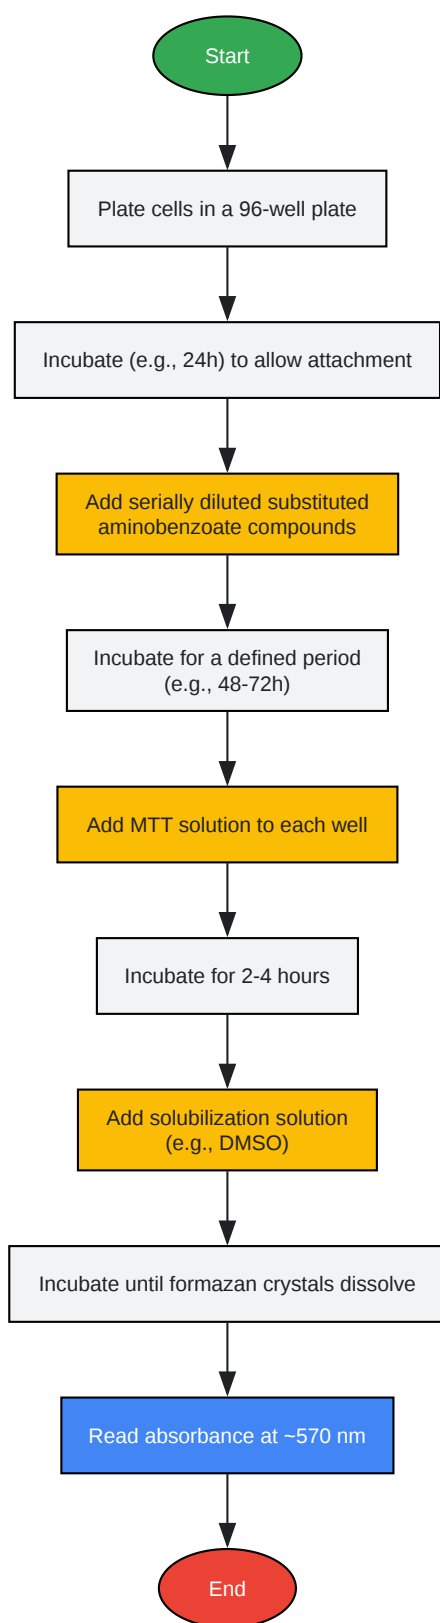 Start
Plate cells in a 96-well plate
Incubate (e.g., 24h) to allow attachment
Add serially diluted substituted
aminobenzoate compounds
Incubate for a defined period
(e.g., 48-72h)
Add MTT solution to each well
Incubate for 2-4 hours
Add solubilization solution
(e.g., DMSO)
Incubate until formazan crystals dissolve
Read absorbance at ~570 nm
End